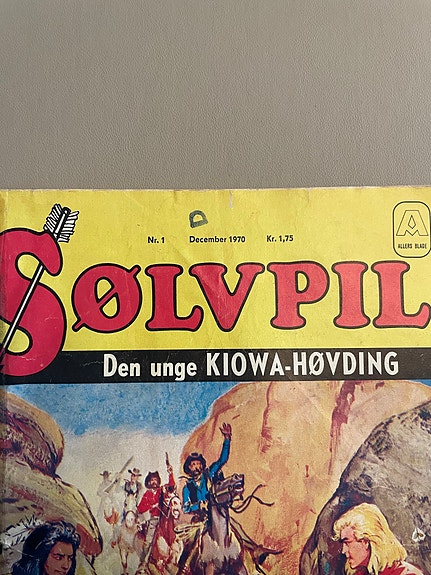 D
Nr. 1 December 1970 Kr. 1,75
A
ALLERS BLADE
SØLVPIL
Den unge KIOWA-HØVDING